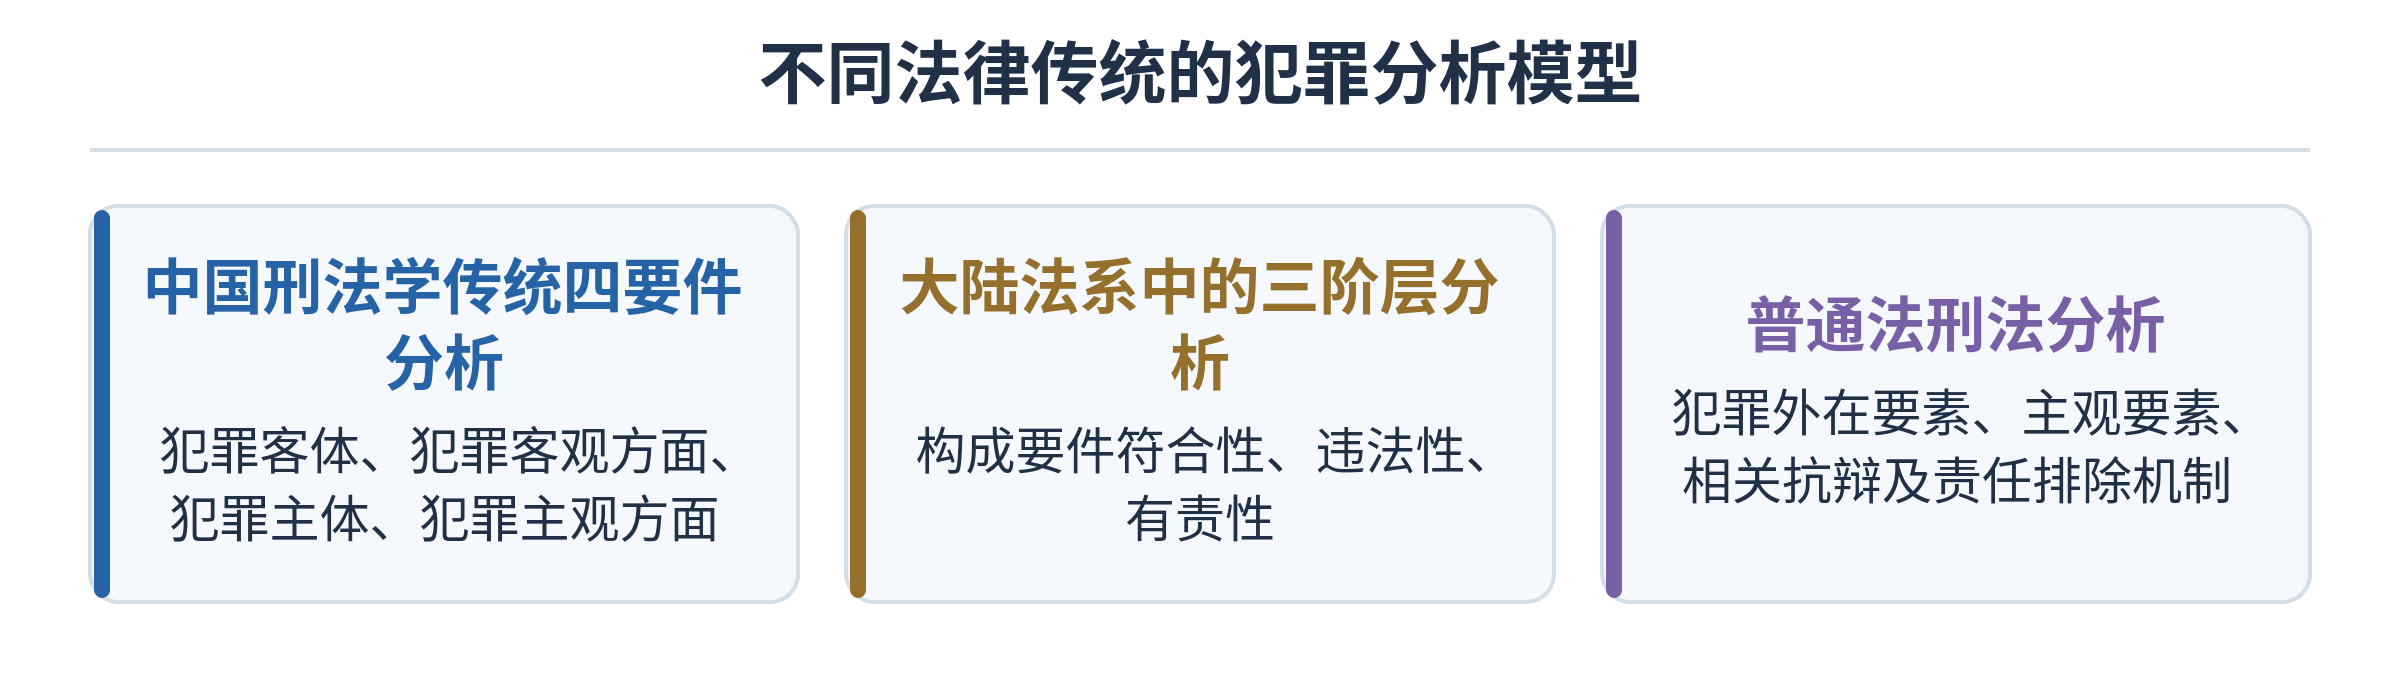 不同法律传统的犯罪分析模型
中国刑法学传统四要件
分析
犯罪客体、犯罪客观方面、
犯罪主体、犯罪主观方面
大陆法系中的三阶层分
析
构成要件符合性、违法性、
有责性
普通法刑法分析
犯罪外在要素、主观要素、
相关抗辩及责任排除机制